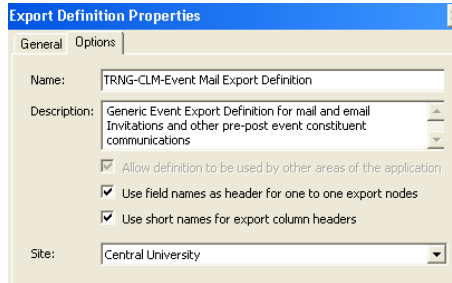 Export Definition Properties
General Options
Name: TRNG-CLM-Event Mail Export Definition
Description: Generic Event Export Definition for mail and email
Invitations and other pre-post event constituent
communications
Allow definition to be used by other areas of the application
Use field names as header for one to one export nodes
Use short names for export column headers
Site: Central University